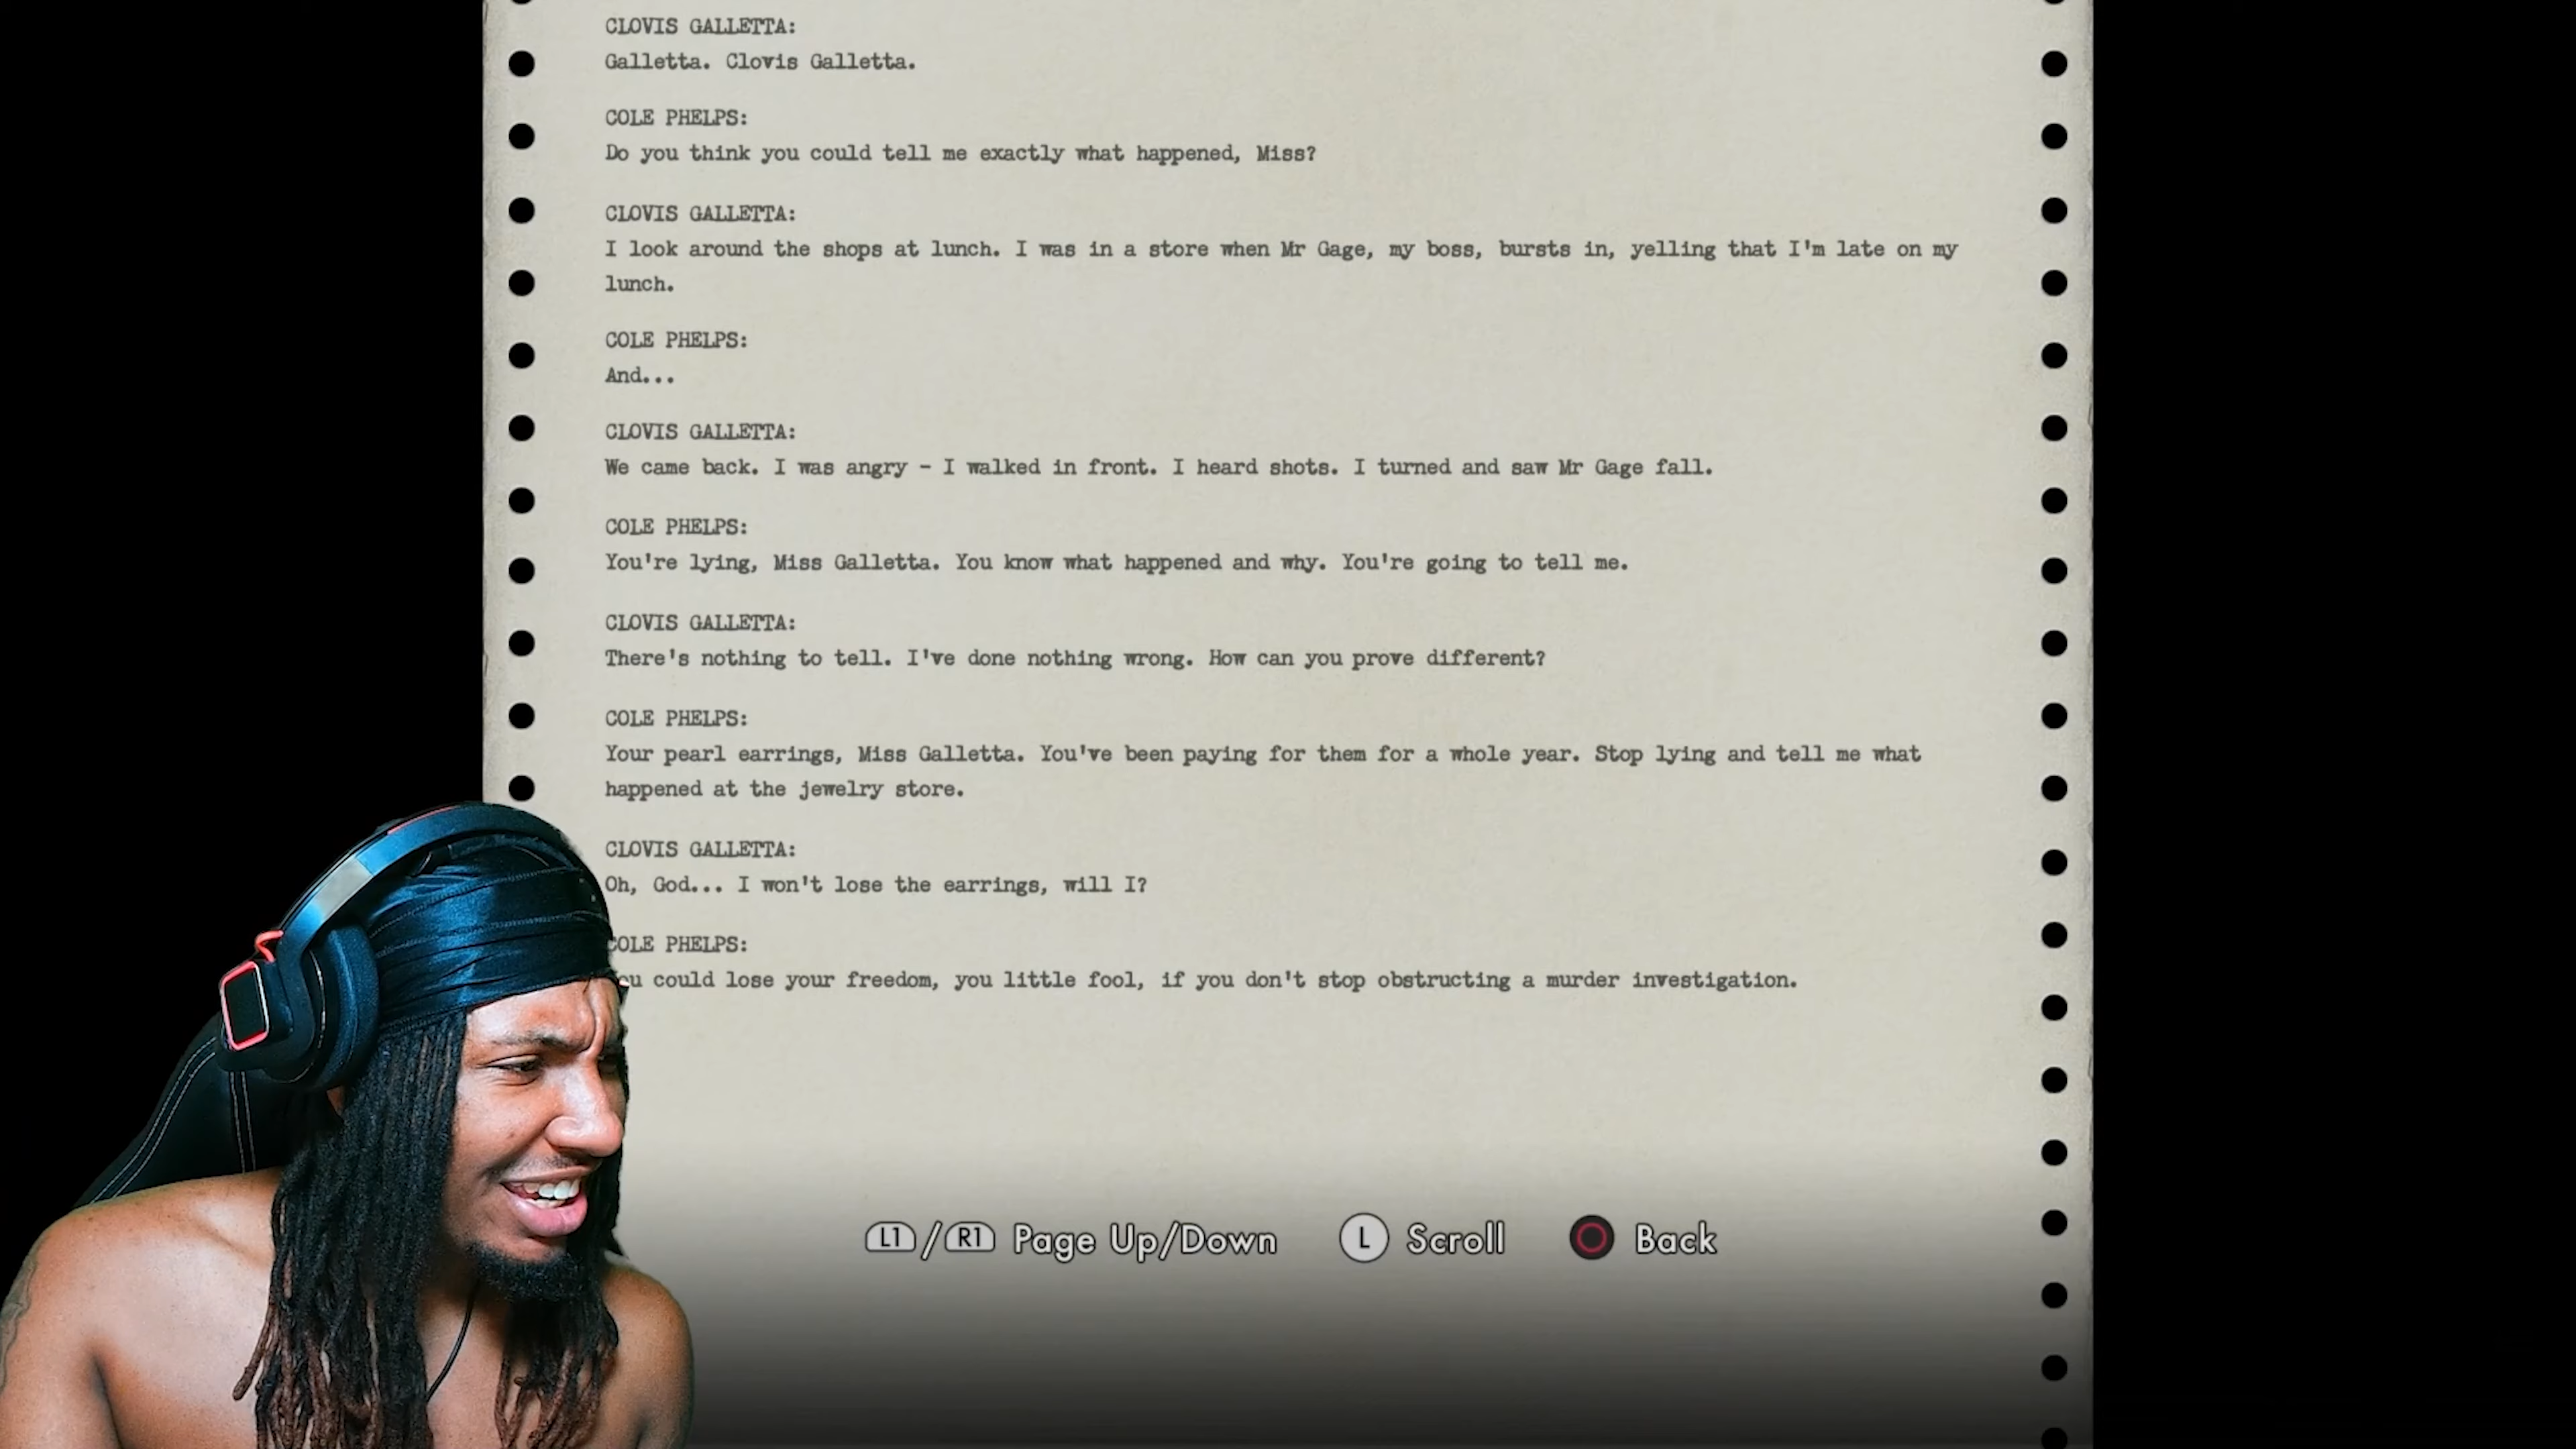 CLOVIS GALLETTA:
Galletta. Clovis Galletta.
COLE PHELPS:
Do you think you could tell me exactly what happened, Miss?
CLOVIS GALLETTA:
I look around the shops at lunch. I was in a store when Mr Gage, my boss, bursts in, yelling that I'm late on my
lunch.
COLE PHELPS:
And...
CLOVIS GALLETTA:
We came back. I was angry - I walked in front. I heard shots. I turned and saw Mr Gage fall.
COLE PHELPS:
You're lying, Miss Galletta. You know what happened and why. You're going to tell me.
CLOVIS GALLETTA:
There's nothing to tell. I've done nothing wrong. How can you prove different?
COLE PHELPS:
Your pearl earrings, Miss Galletta. You've been paying for them for a whole year. Stop lying and tell me what
happened at the jewelry store.
CLOVIS GALLETTA:
Oh, God... I won't lose the earrings, will I?
COLE PHELPS:
You could lose your freedom, you little fool, if you don't stop obstructing a murder investigation.
L1/R1 Page Up/Down L Scroll Back